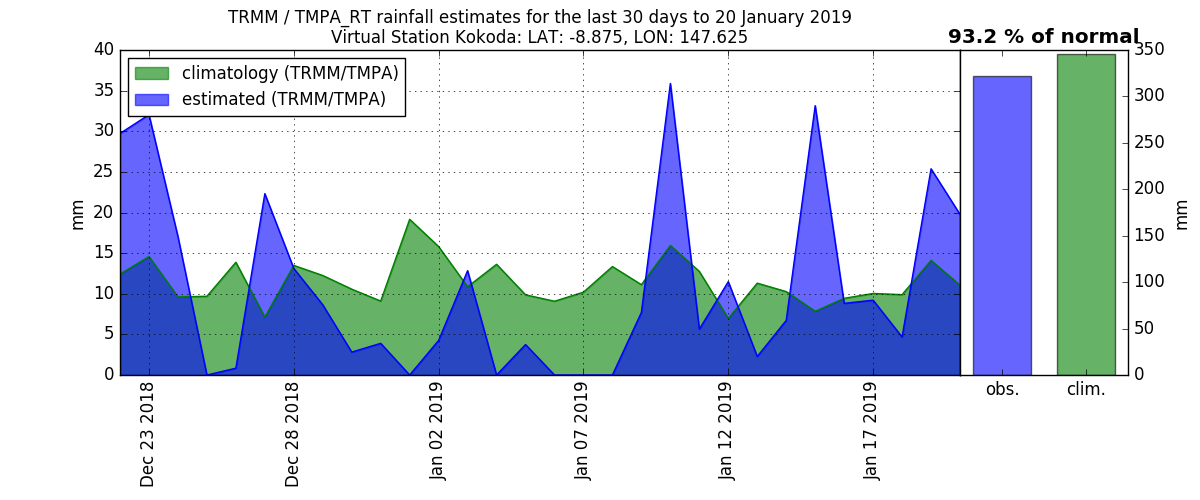 TRMM / TMPA_RT rainfall estimates for the last 30 days to 20 January 2019
Virtual Station Kokoda: LAT: -8.875, LON: 147.625
93.2 % of normal
climatology (TRMM/TMPA)
estimated (TRMM/TMPA)
40
35
30
25
20
15
10
5
0
mm
Dec 23 2018
Dec 28 2018
Jan 02 2019
Jan 07 2019
Jan 12 2019
Jan 17 2019
350
300
250
200
150
100
50
0
mm
obs.
clim.